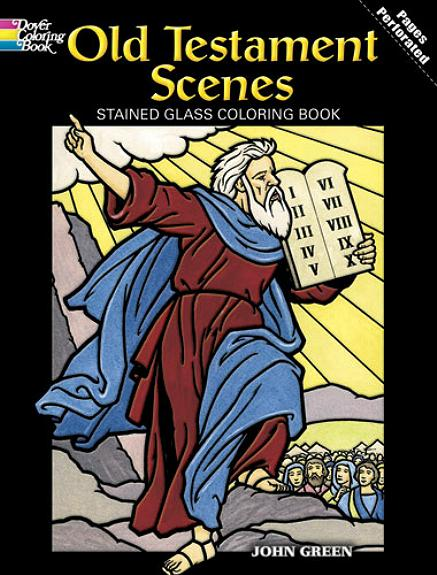 Dover
Coloring
Book
Pages
Perforated
Old Testament
Scenes
STAINED GLASS COLORING BOOK
I VI
II VII
III VIII
IV IX
V X
JOHN GREEN